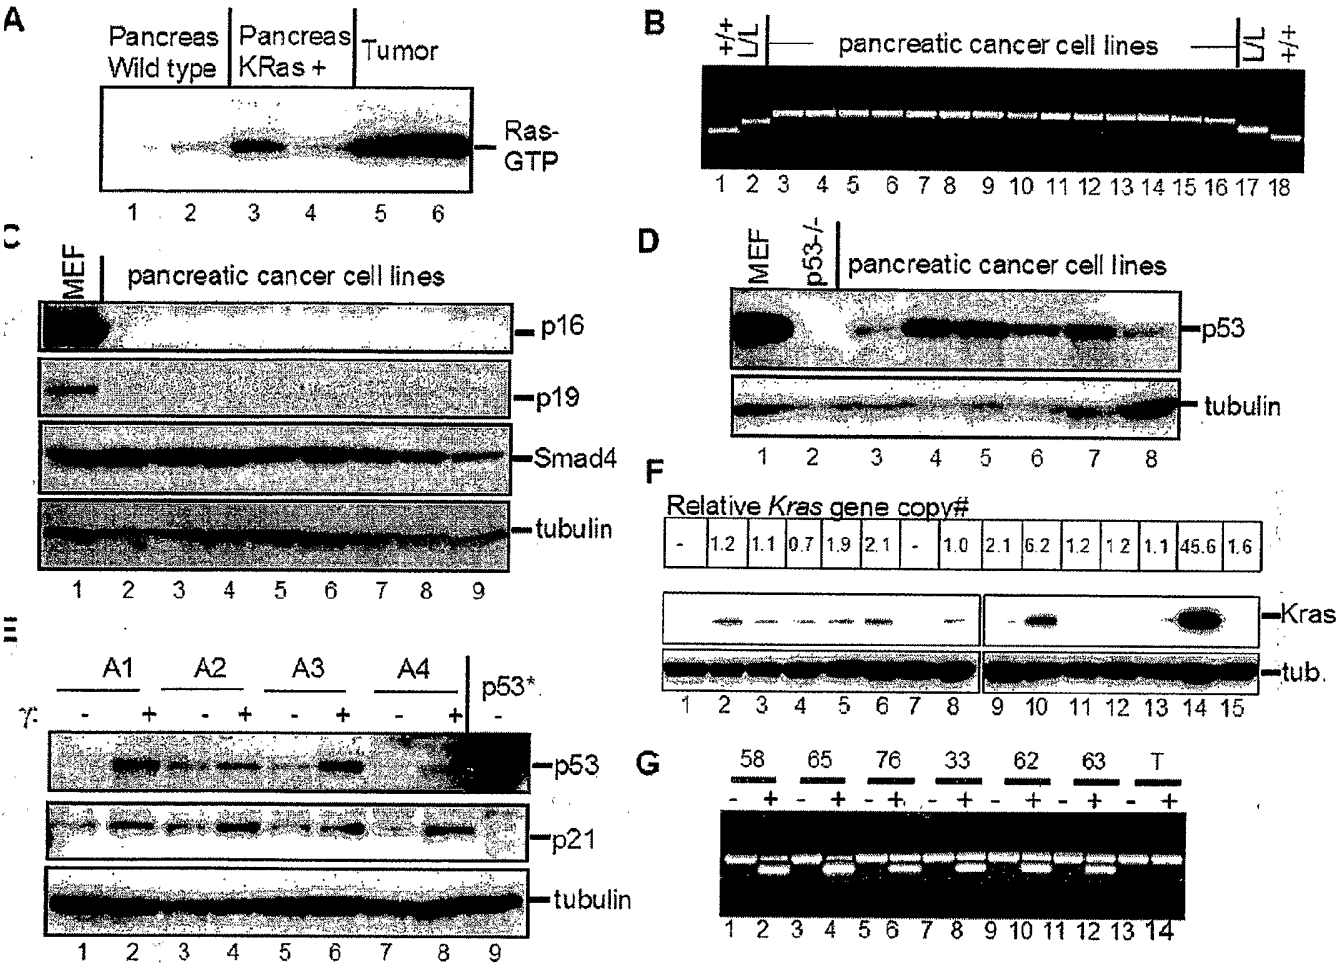 A
Pancreas Wild type
Pancreas KRas +
Tumor
Ras-GTP
1 2 3 4 5 6
B
+/+ L/L pancreatic cancer cell lines L/L +/+
1 2 3 4 5 6 7 8 9 10 11 12 13 14 15 16 17 18
C
MEF pancreatic cancer cell lines
p16
p19
Smad4
tubulin
1 2 3 4 5 6 7 8 9
D
MEF p53-/- pancreatic cancer cell lines
p53
tubulin
1 2 3 4 5 6 7 8
E
A1 A2 A3 A4 p53*
γ: - + - + - + - + -
p53
p21
tubulin
1 2 3 4 5 6 7 8 9
F
Relative Kras gene copy#
- 1.2 1.1 0.7 1.9 2.1 - 1.0 2.1 6.2 1.2 1.2 1.1 45.6 1.6
Kras
tub.
1 2 3 4 5 6 7 8 9 10 11 12 13 14 15
G
58 65 76 33 62 63 T
- + - + - + - + - + - + - +
1 2 3 4 5 6 7 8 9 10 11 12 13 14